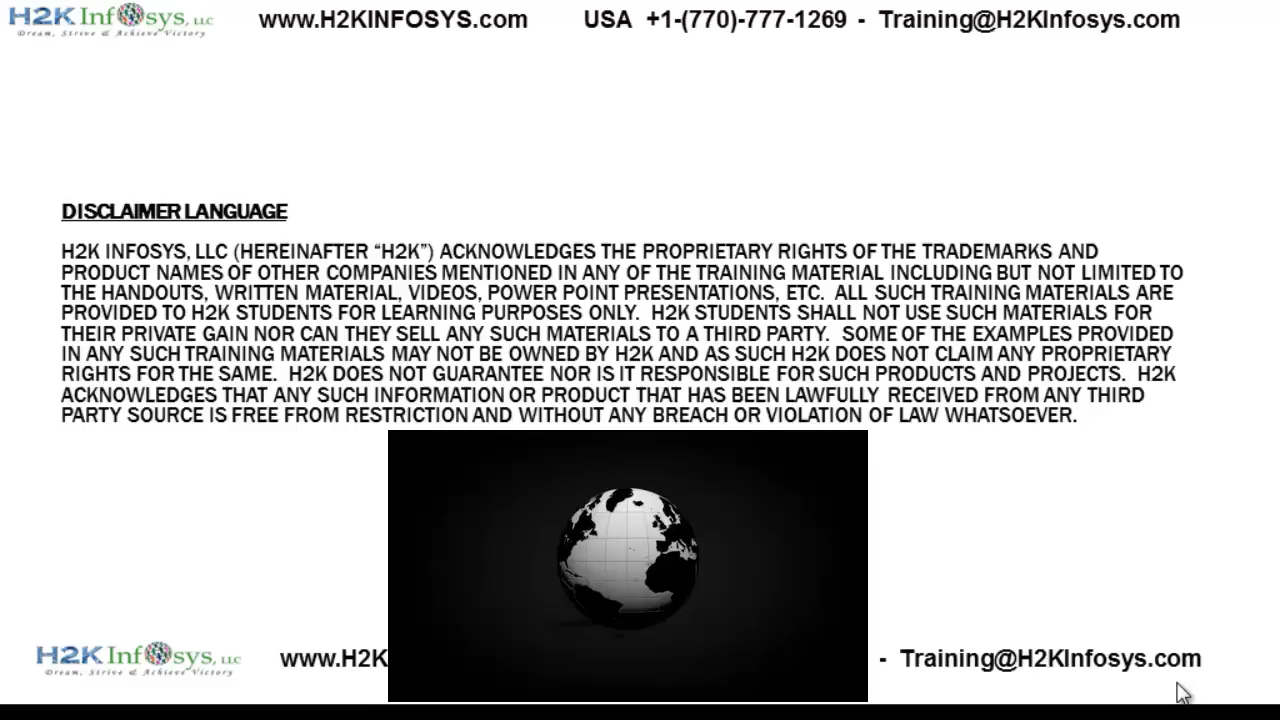 H2K Infosys, LLC
Dream, Strive & Achieve Victory
www.H2KINFOSYS.com USA +1-(770)-777-1269 - Training@H2KInfosys.com
DISCLAIMER LANGUAGE
H2K INFOSYS, LLC (HEREINAFTER “H2K”) ACKNOWLEDGES THE PROPRIETARY RIGHTS OF THE TRADEMARKS AND
PRODUCT NAMES OF OTHER COMPANIES MENTIONED IN ANY OF THE TRAINING MATERIAL INCLUDING BUT NOT LIMITED TO
THE HANDOUTS, WRITTEN MATERIAL, VIDEOS, POWER POINT PRESENTATIONS, ETC. ALL SUCH TRAINING MATERIALS ARE
PROVIDED TO H2K STUDENTS FOR LEARNING PURPOSES ONLY. H2K STUDENTS SHALL NOT USE SUCH MATERIALS FOR
THEIR PRIVATE GAIN NOR CAN THEY SELL ANY SUCH MATERIALS TO A THIRD PARTY. SOME OF THE EXAMPLES PROVIDED
IN ANY SUCH TRAINING MATERIALS MAY NOT BE OWNED BY H2K AND AS SUCH H2K DOES NOT CLAIM ANY PROPRIETARY
RIGHTS FOR THE SAME. H2K DOES NOT GUARANTEE NOR IS IT RESPONSIBLE FOR SUCH PRODUCTS AND PROJECTS. H2K
ACKNOWLEDGES THAT ANY SUCH INFORMATION OR PRODUCT THAT HAS BEEN LAWFULLY RECEIVED FROM ANY THIRD
PARTY SOURCE IS FREE FROM RESTRICTION AND WITHOUT ANY BREACH OR VIOLATION OF LAW WHATSOEVER.
H2K Infosys, LLC
Dream, Strive & Achieve Victory
www.H2K - Training@H2KInfosys.com